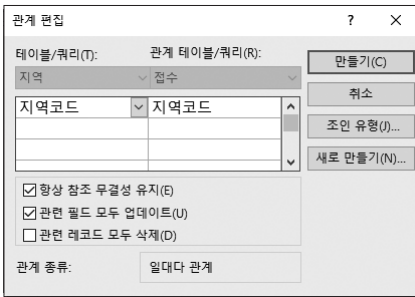 관계 편집 ? ×
테이블/쿼리(T): 관계 테이블/쿼리(R):
지역 접수
지역코드 지역코드
만들기(C)
취소
조인 유형(J)...
새로 만들기(N)...
항상 참조 무결성 유지(E)
관련 필드 모두 업데이트(U)
관련 레코드 모두 삭제(D)
관계 종류: 일대다 관계